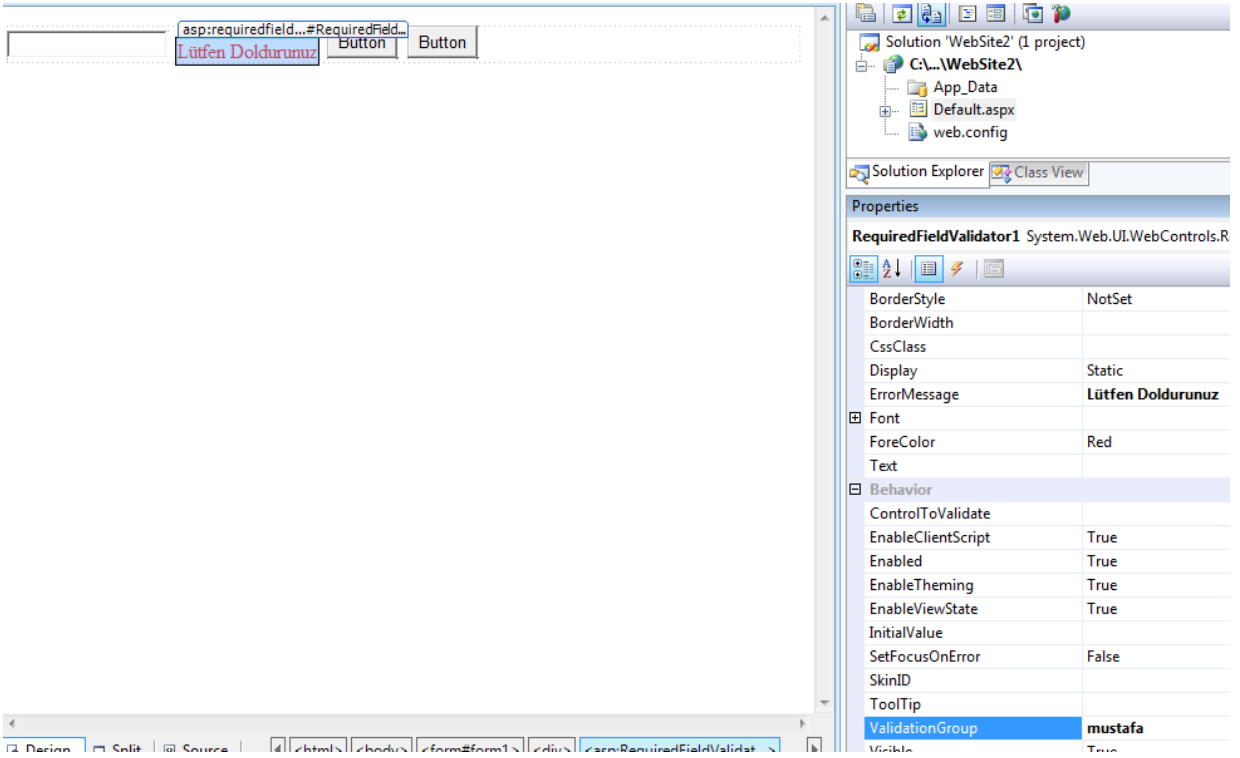 asp:requiredfield...#RequiredField...
Lütfen Doldurunuz
Button
Button
Design
Split
Source
<html>
<body>
<form#form1>
<div>
<asp:RequiredFieldValidat...>
Solution 'WebSite2' (1 project)
C:\...\WebSite2\
App_Data
Default.aspx
web.config
Solution Explorer
Class View
Properties
RequiredFieldValidator1 System.Web.UI.WebControls.R
BorderStyle NotSet
BorderWidth
CssClass
Display Static
ErrorMessage Lütfen Doldurunuz
Font
ForeColor Red
Text
Behavior
ControlToValidate
EnableClientScript True
Enabled True
EnableTheming True
EnableViewState True
InitialValue
SetFocusOnError False
SkinID
ToolTip
ValidationGroup mustafa
Visible True